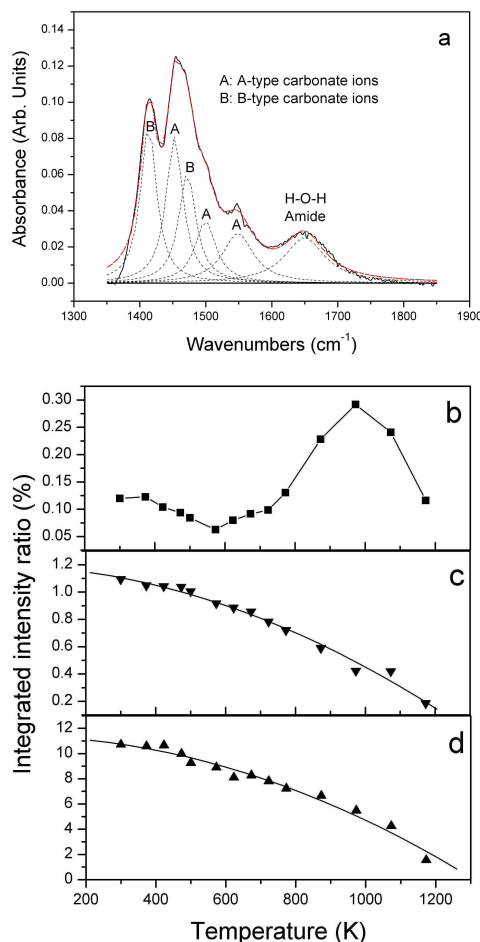 a
A: A-type carbonate ions
B: B-type carbonate ions
B
A
B
A
A
H-O-H
Amide
Absorbance (Arb. Units)
0.14
0.12
0.10
0.08
0.06
0.04
0.02
0.00
1300 1400 1500 1600 1700 1800 1900
Wavenumbers (cm⁻¹)
b
0.30
0.25
0.20
0.15
0.10
0.05
c
1.2
1.0
0.8
0.6
0.4
0.2
d
12
10
8
6
4
2
0
Integrated intensity ratio (%)
200 400 600 800 1000 1200
Temperature (K)